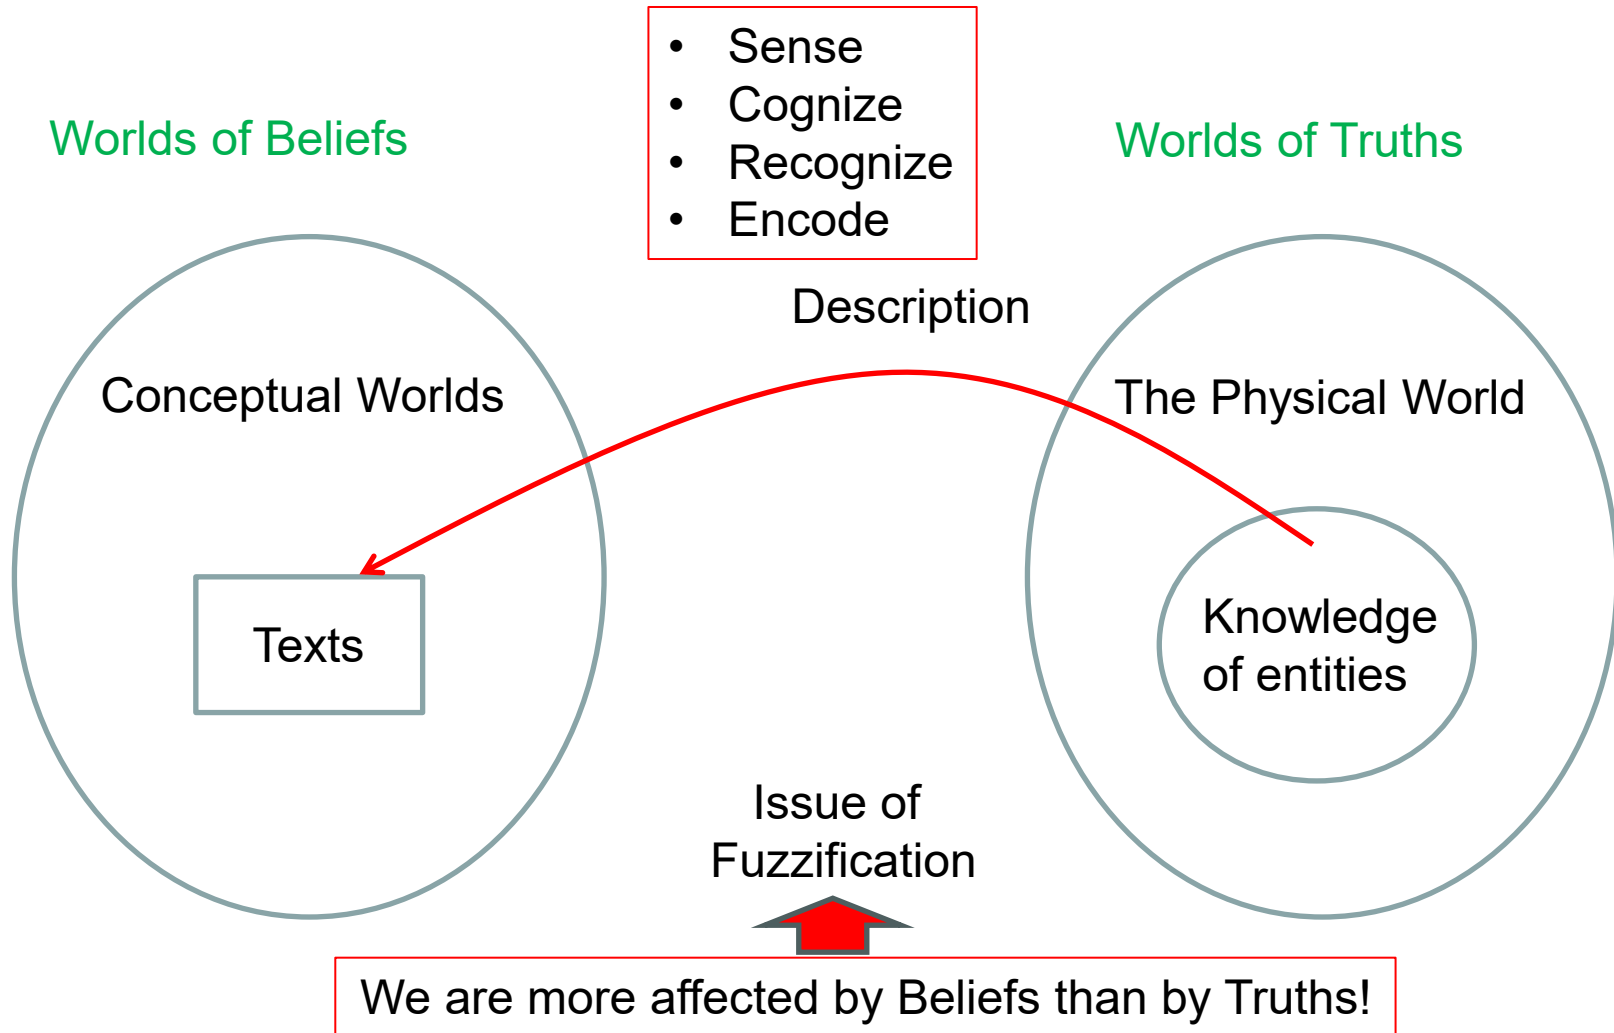 • Sense
• Cognize
• Recognize
• Encode
Worlds of Beliefs
Worlds of Truths
Description
Conceptual Worlds
The Physical World
Texts
Knowledge
of entities
Issue of
Fuzzification
We are more affected by Beliefs than by Truths!